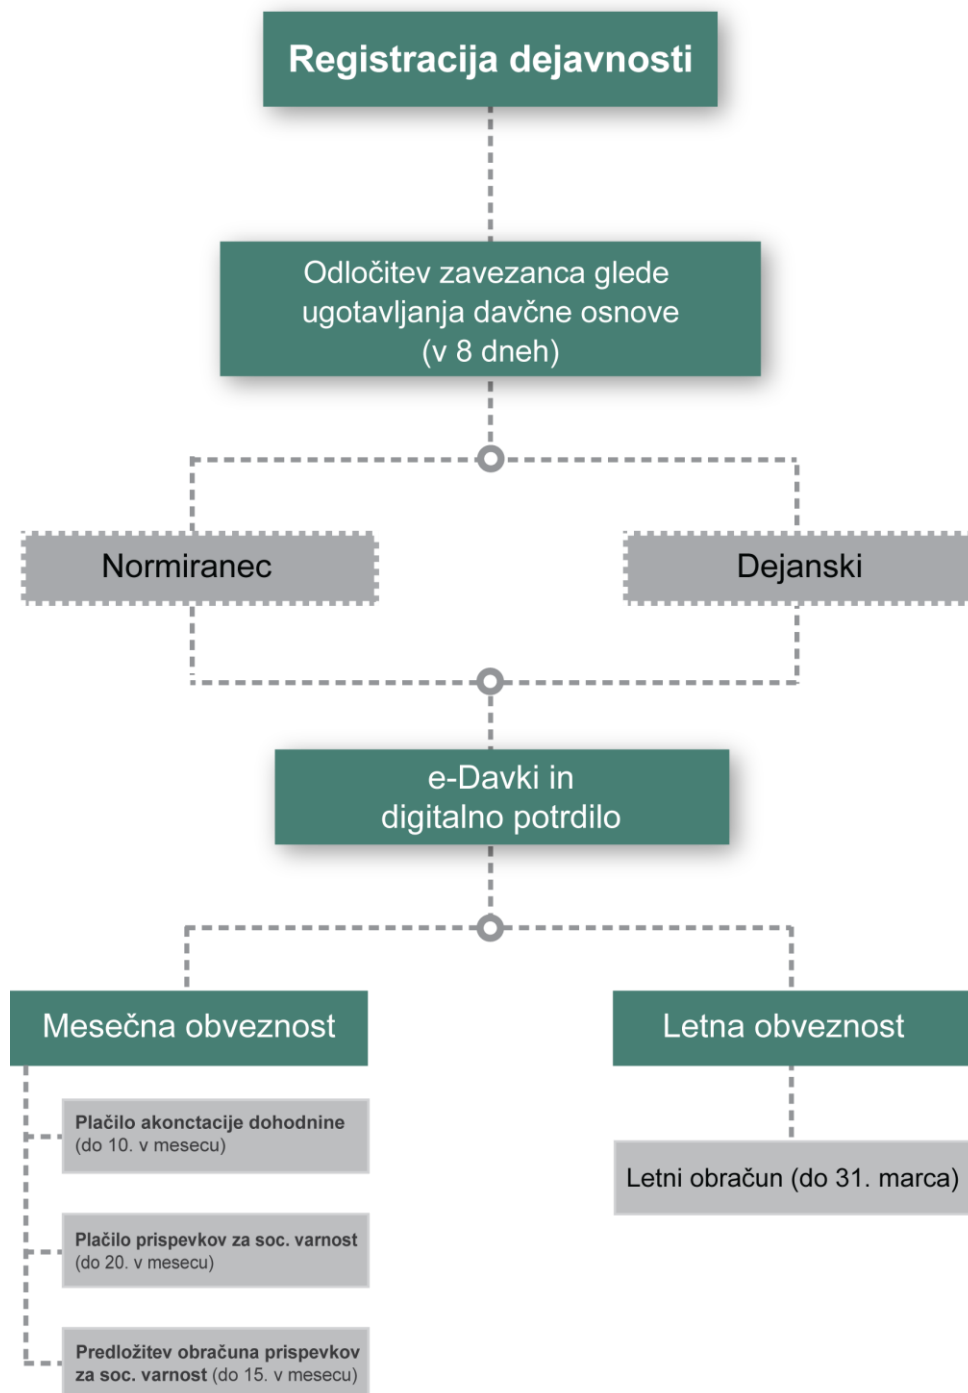 Registracija dejavnosti
Odločitev zavezanca glede
ugotavljanja davčne osnove
(v 8 dneh)
Normiranec
Dejanski
e-Davki in
digitalno potrdilo
Mesečna obveznost
Letna obveznost
Plačilo akonctacije dohodnine
(do 10. v mesecu)
Letni obračun (do 31. marca)
Plačilo prispevkov za soc. varnost
(do 20. v mesecu)
Predložitev obračuna prispevkov
za soc. varnost (do 15. v mesecu)